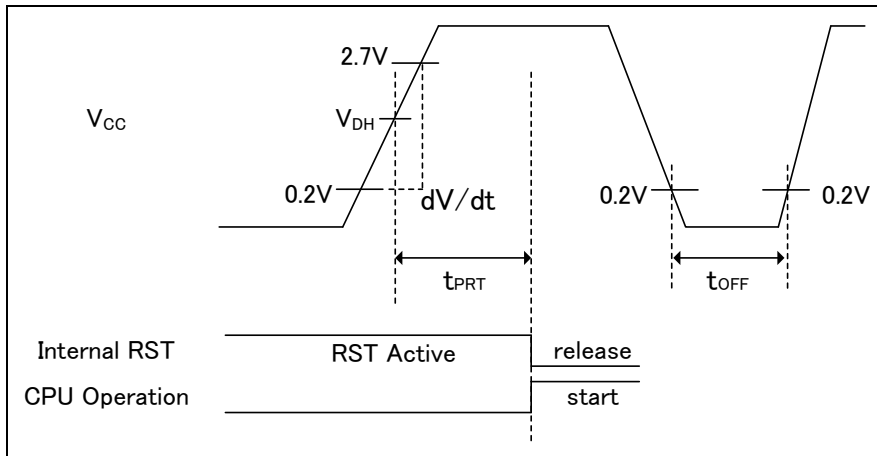 2.7V
VCC
VDH
0.2V
dV/dt
0.2V
0.2V
tPRT
tOFF
Internal RST
RST Active
release
CPU Operation
start